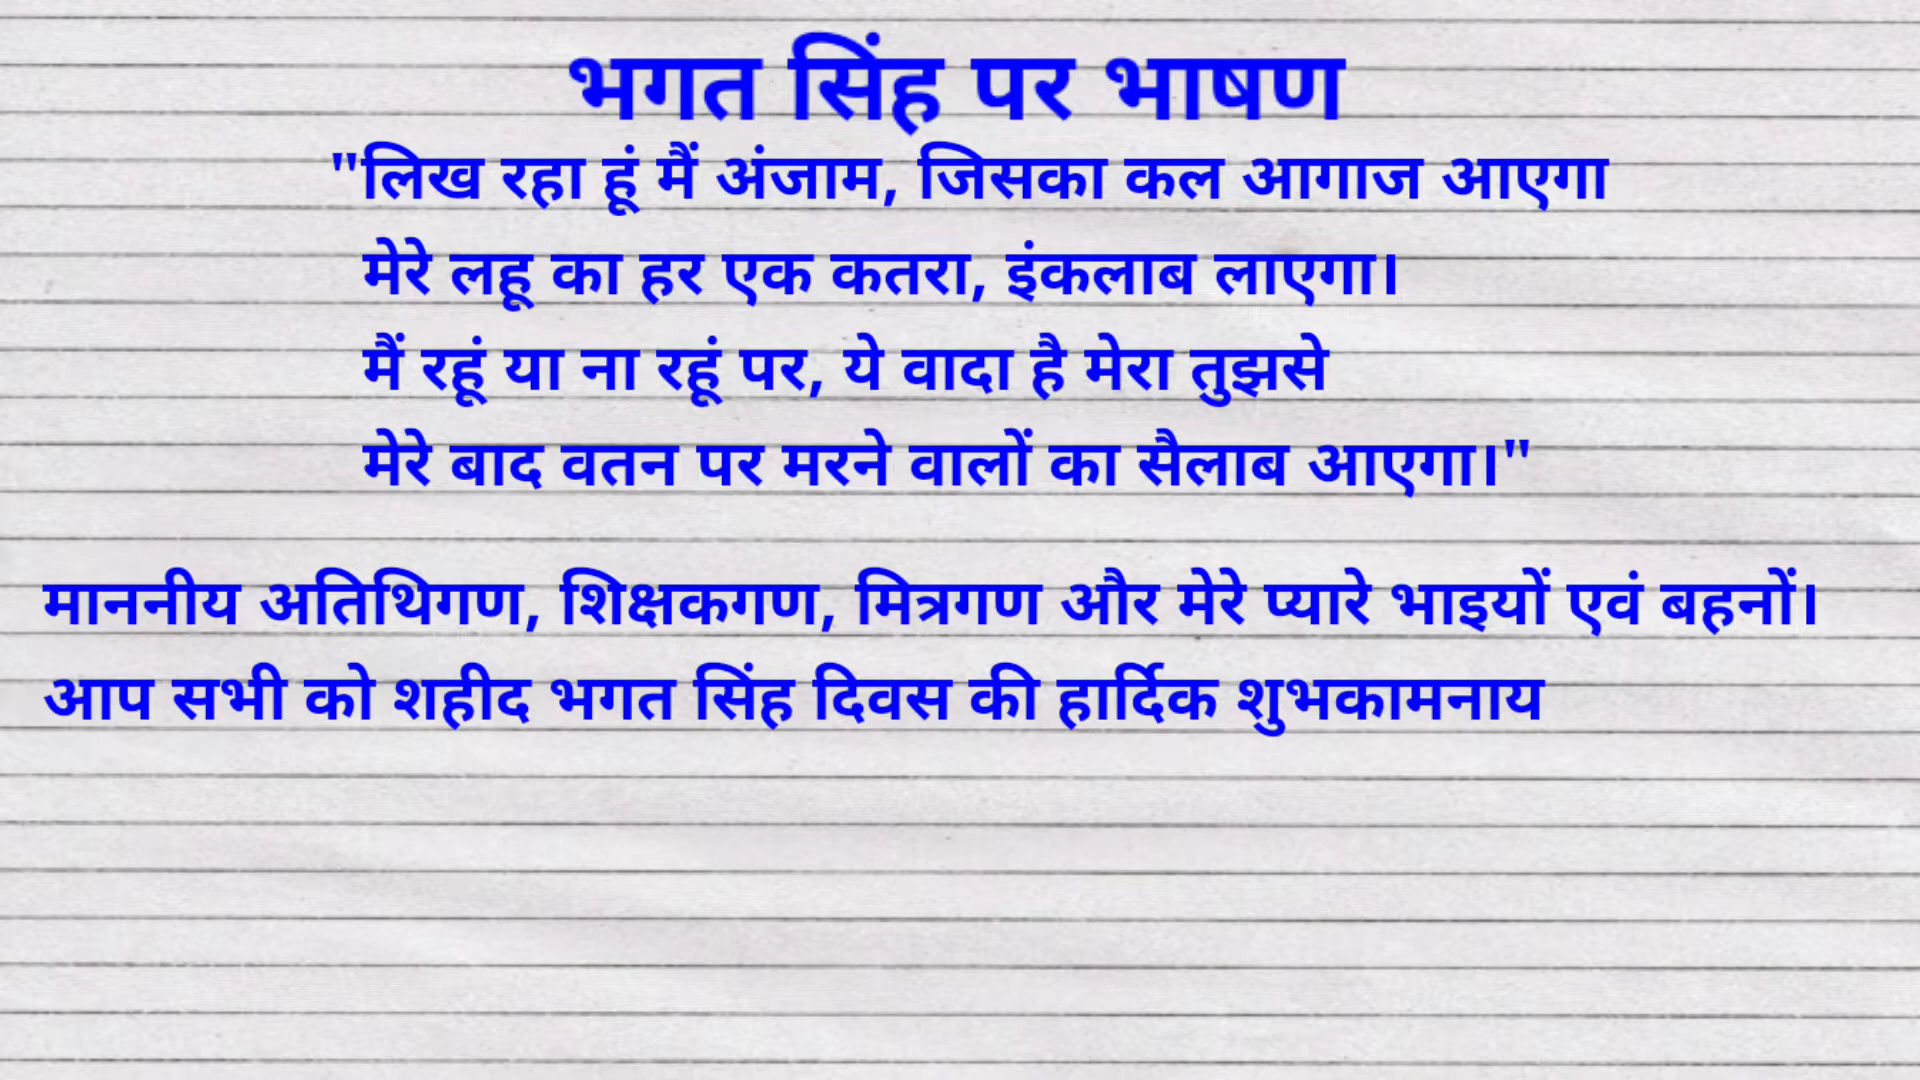 भगत सिंह पर भाषण
"लिख रहा हूं मैं अंजाम, जिसका कल आगाज आएगा
मेरे लहू का हर एक कतरा, इंकलाब लाएगा।
मैं रहूं या ना रहूं पर, ये वादा है मेरा तुझसे
मेरे बाद वतन पर मरने वालों का सैलाब आएगा।"
माननीय अतिथिगण, शिक्षकगण, मित्रगण और मेरे प्यारे भाइयों एवं बहनों।
आप सभी को शहीद भगत सिंह दिवस की हार्दिक शुभकामनाय